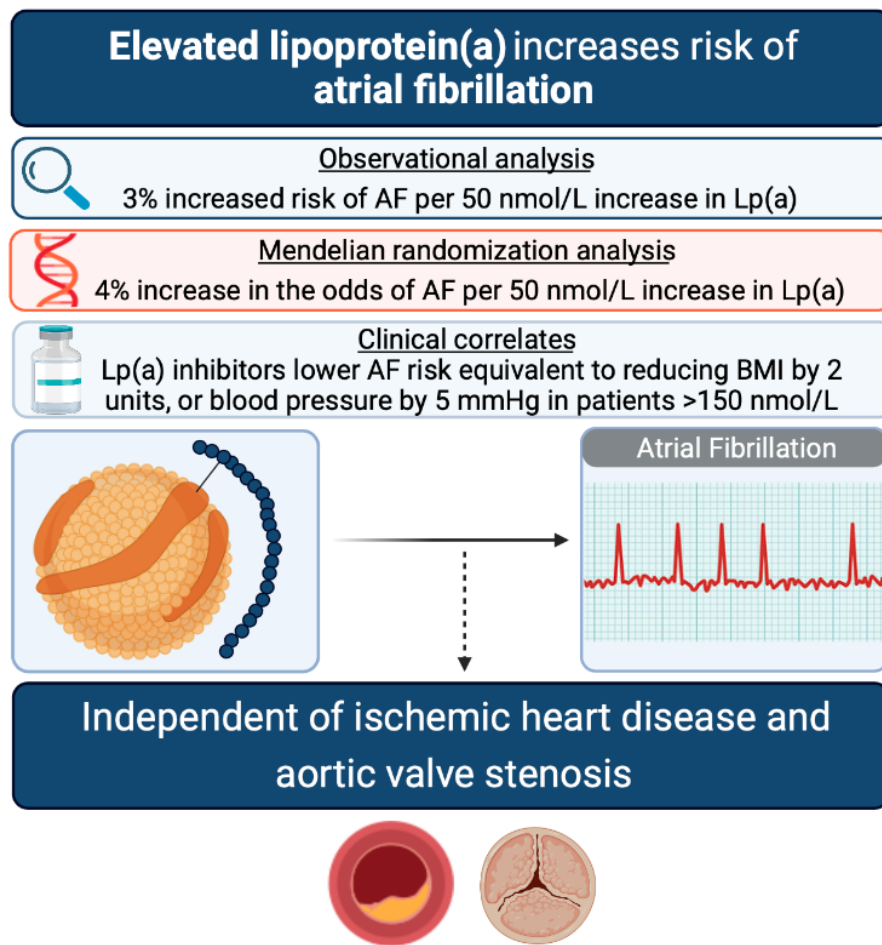 Elevated lipoprotein(a) increases risk of
atrial fibrillation
Observational analysis
3% increased risk of AF per 50 nmol/L increase in Lp(a)
Mendelian randomization analysis
4% increase in the odds of AF per 50 nmol/L increase in Lp(a)
Clinical correlates
Lp(a) inhibitors lower AF risk equivalent to reducing BMI by 2
units, or blood pressure by 5 mmHg in patients >150 nmol/L
Atrial Fibrillation
Independent of ischemic heart disease and
aortic valve stenosis